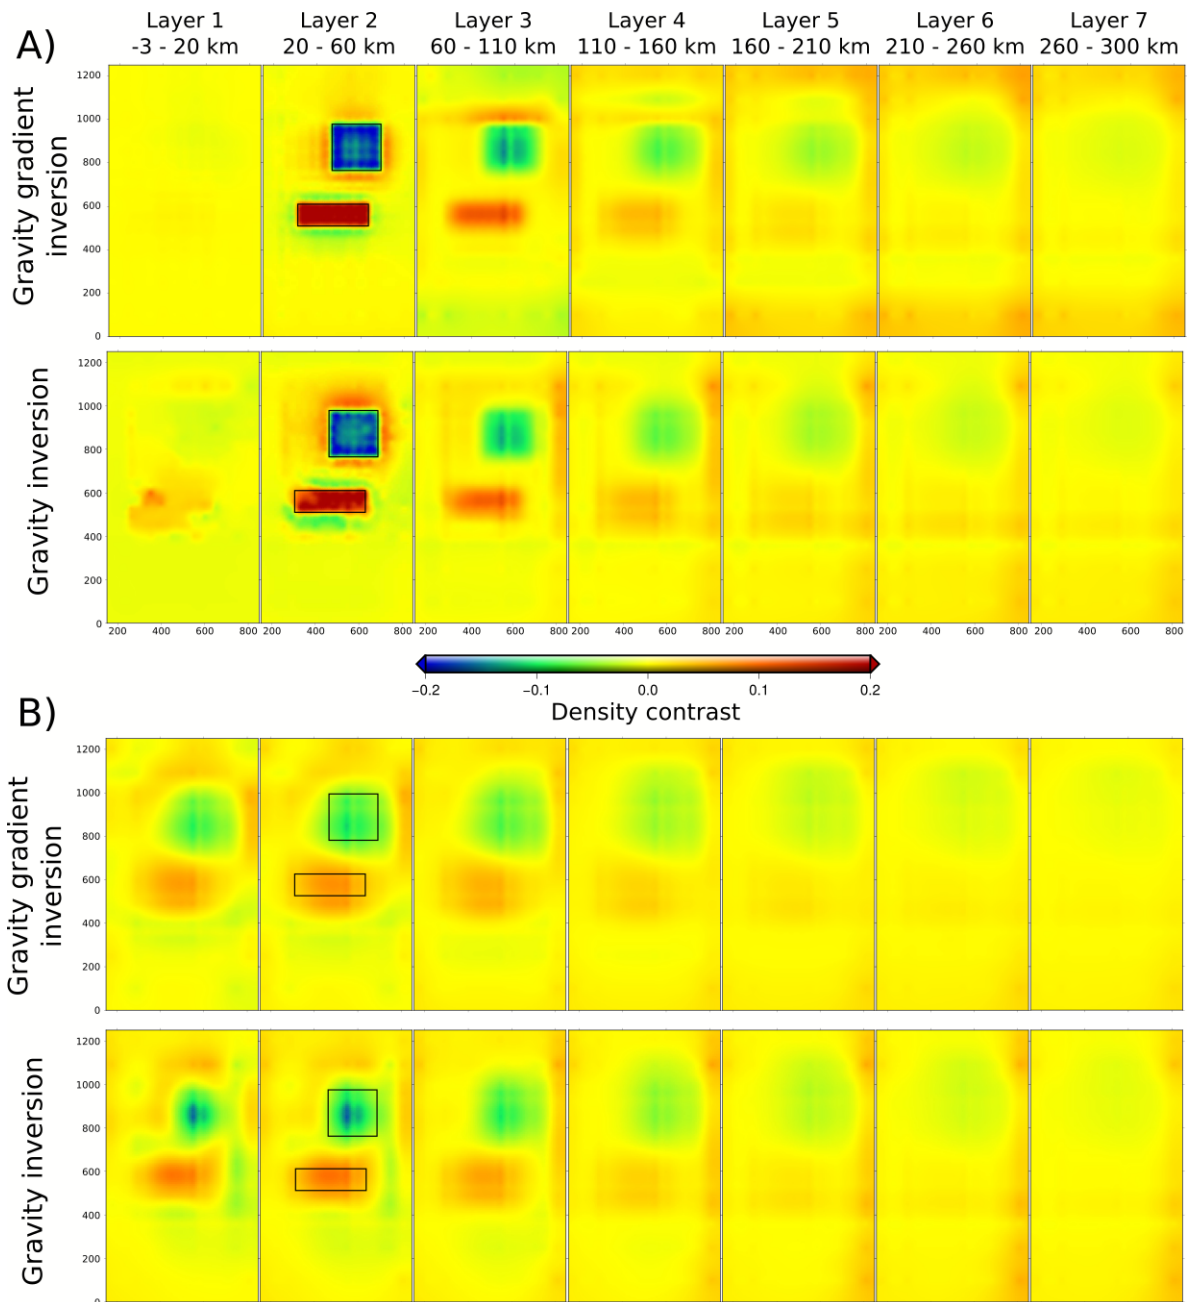 A)
Layer 1 Layer 2 Layer 3 Layer 4 Layer 5 Layer 6 Layer 7
-3 - 20 km 20 - 60 km 60 - 110 km 110 - 160 km 160 - 210 km 210 - 260 km 260 - 300 km
Gravity gradient
inversion
1200
1000
800
600
400
200
0
Gravity inversion
1200
1000
800
600
400
200
0
200 400 600 800 200 400 600 800 200 400 600 200 400 600 800 200 400 600 800 200 400 600 800 200 400 600 800
−0.2 −0.1 0.0 0.1 0.2
Density contrast
B)
Gravity gradient
inversion
1200
1000
800
600
400
200
0
Gravity inversion
1200
1000
800
600
400
200
0